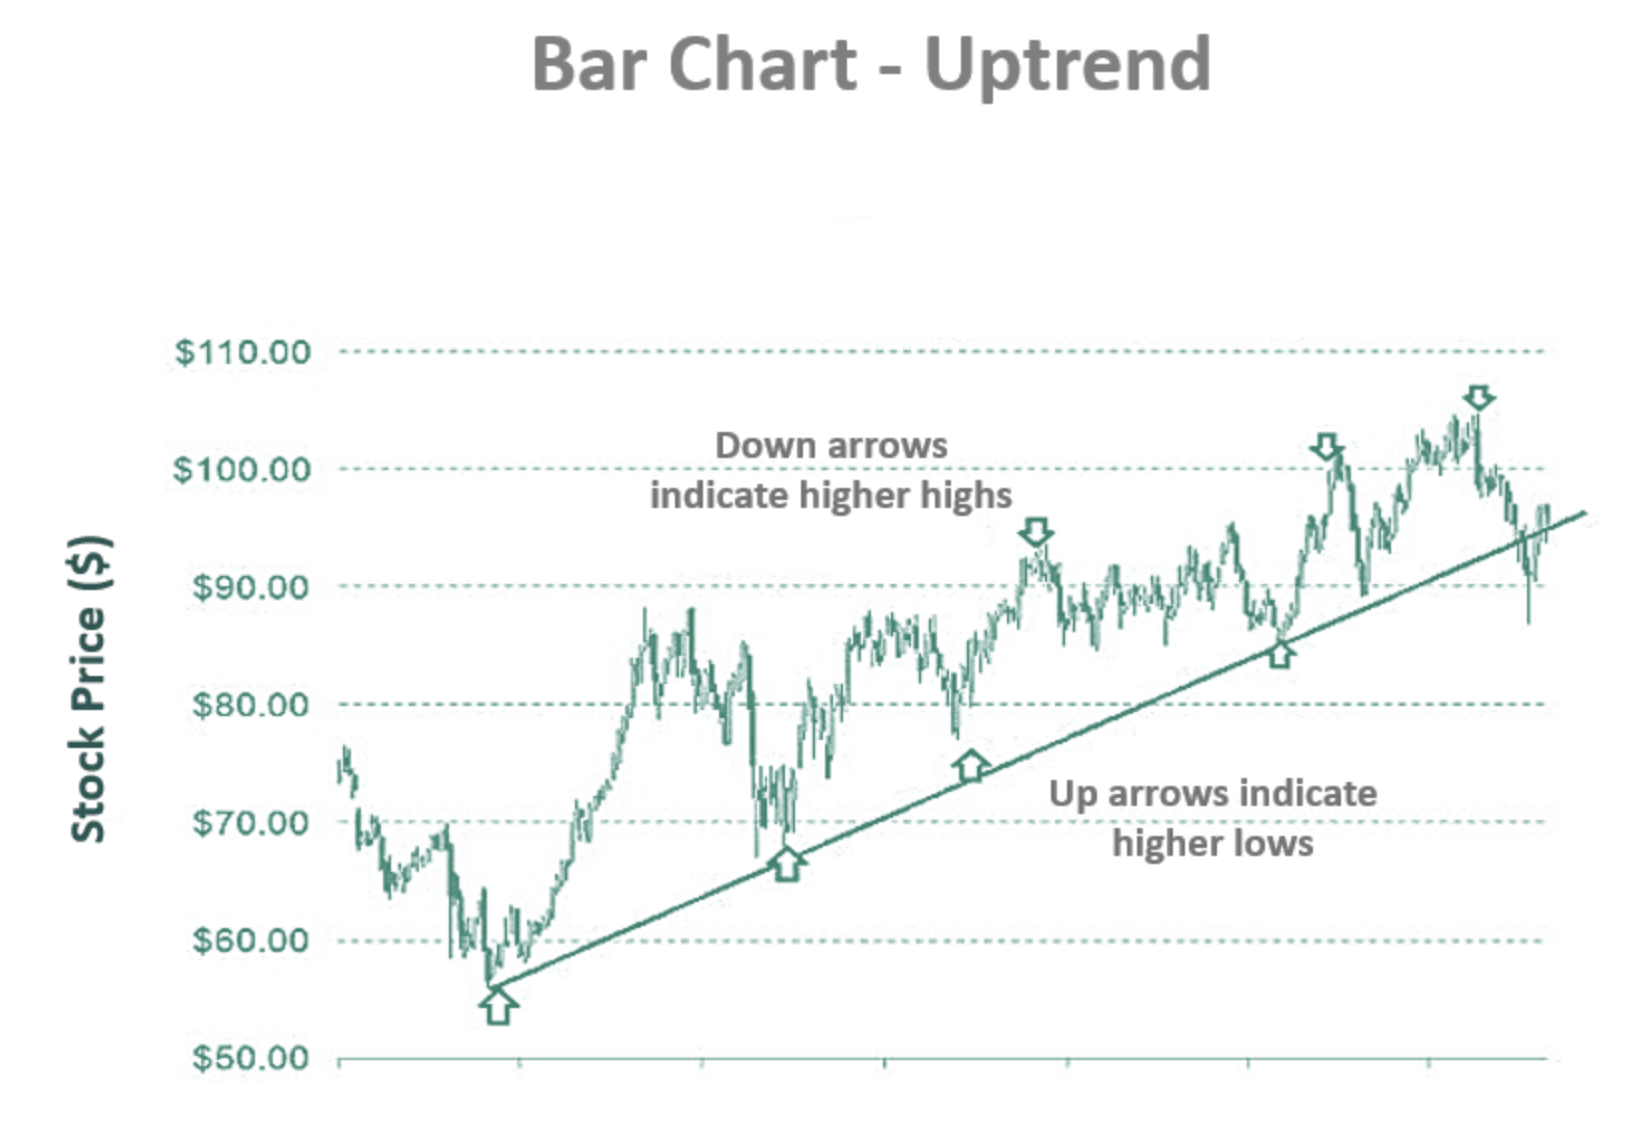 Bar Chart - Uptrend
$110.00
Down arrows
indicate higher highs
$100.00
$90.00
Stock Price ($)
$80.00
Up arrows indicate
higher lows
$70.00
$60.00
$50.00